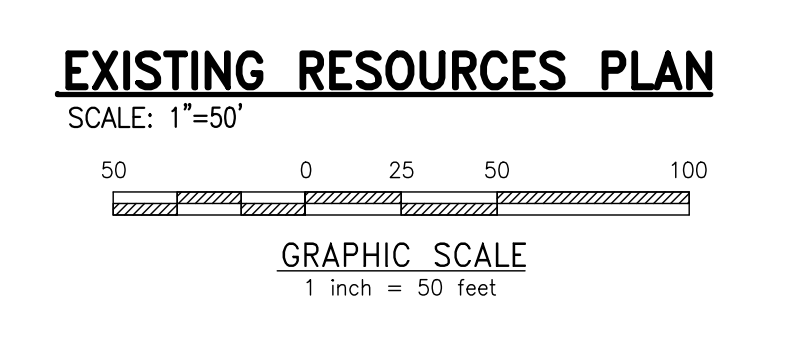 EXISTING RESOURCES PLAN
SCALE: 1"=50'
50 0 25 50 100
GRAPHIC SCALE
1 inch = 50 feet